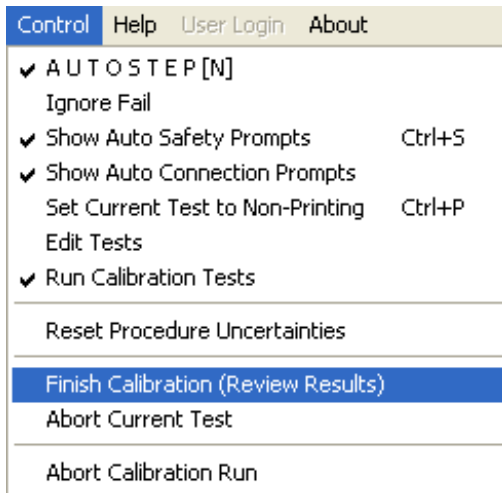 Control Help User Login About
A U T O S T E P [N]
Ignore Fail
Show Auto Safety Prompts Ctrl+S
Show Auto Connection Prompts
Set Current Test to Non-Printing Ctrl+P
Edit Tests
Run Calibration Tests
Reset Procedure Uncertainties
Finish Calibration (Review Results)
Abort Current Test
Abort Calibration Run